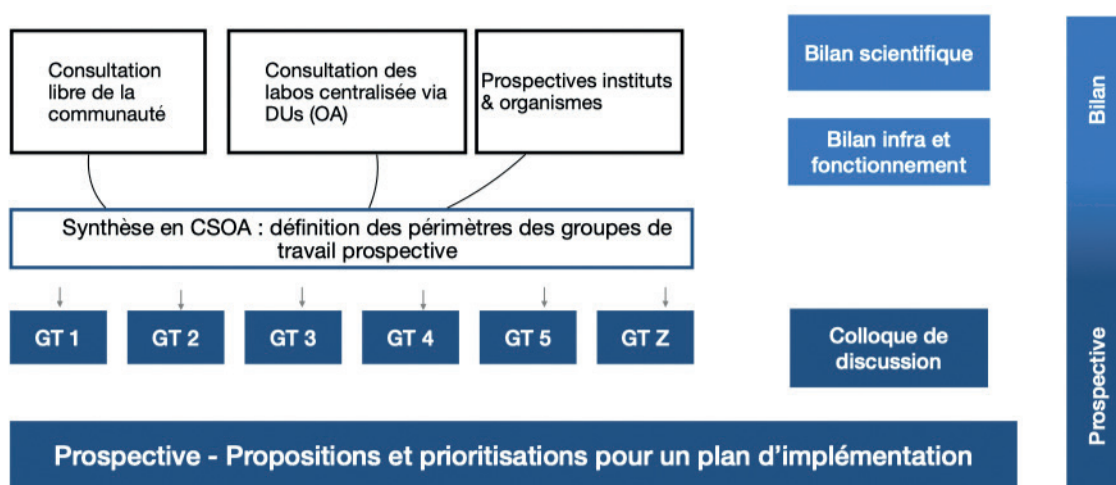 Consultation
libre de la
communauté
Consultation des
labos centralisée via
DUs (OA)
Prospectives instituts
& organismes
Bilan scientifique
Bilan infra et
fonctionnement
Bilan
Synthèse en CSOA : définition des périmètres des groupes de
travail prospective
GT 1
GT 2
GT 3
GT 4
GT 5
GT Z
Colloque de
discussion
Prospective
Prospective - Propositions et prioritisations pour un plan d'implémentation